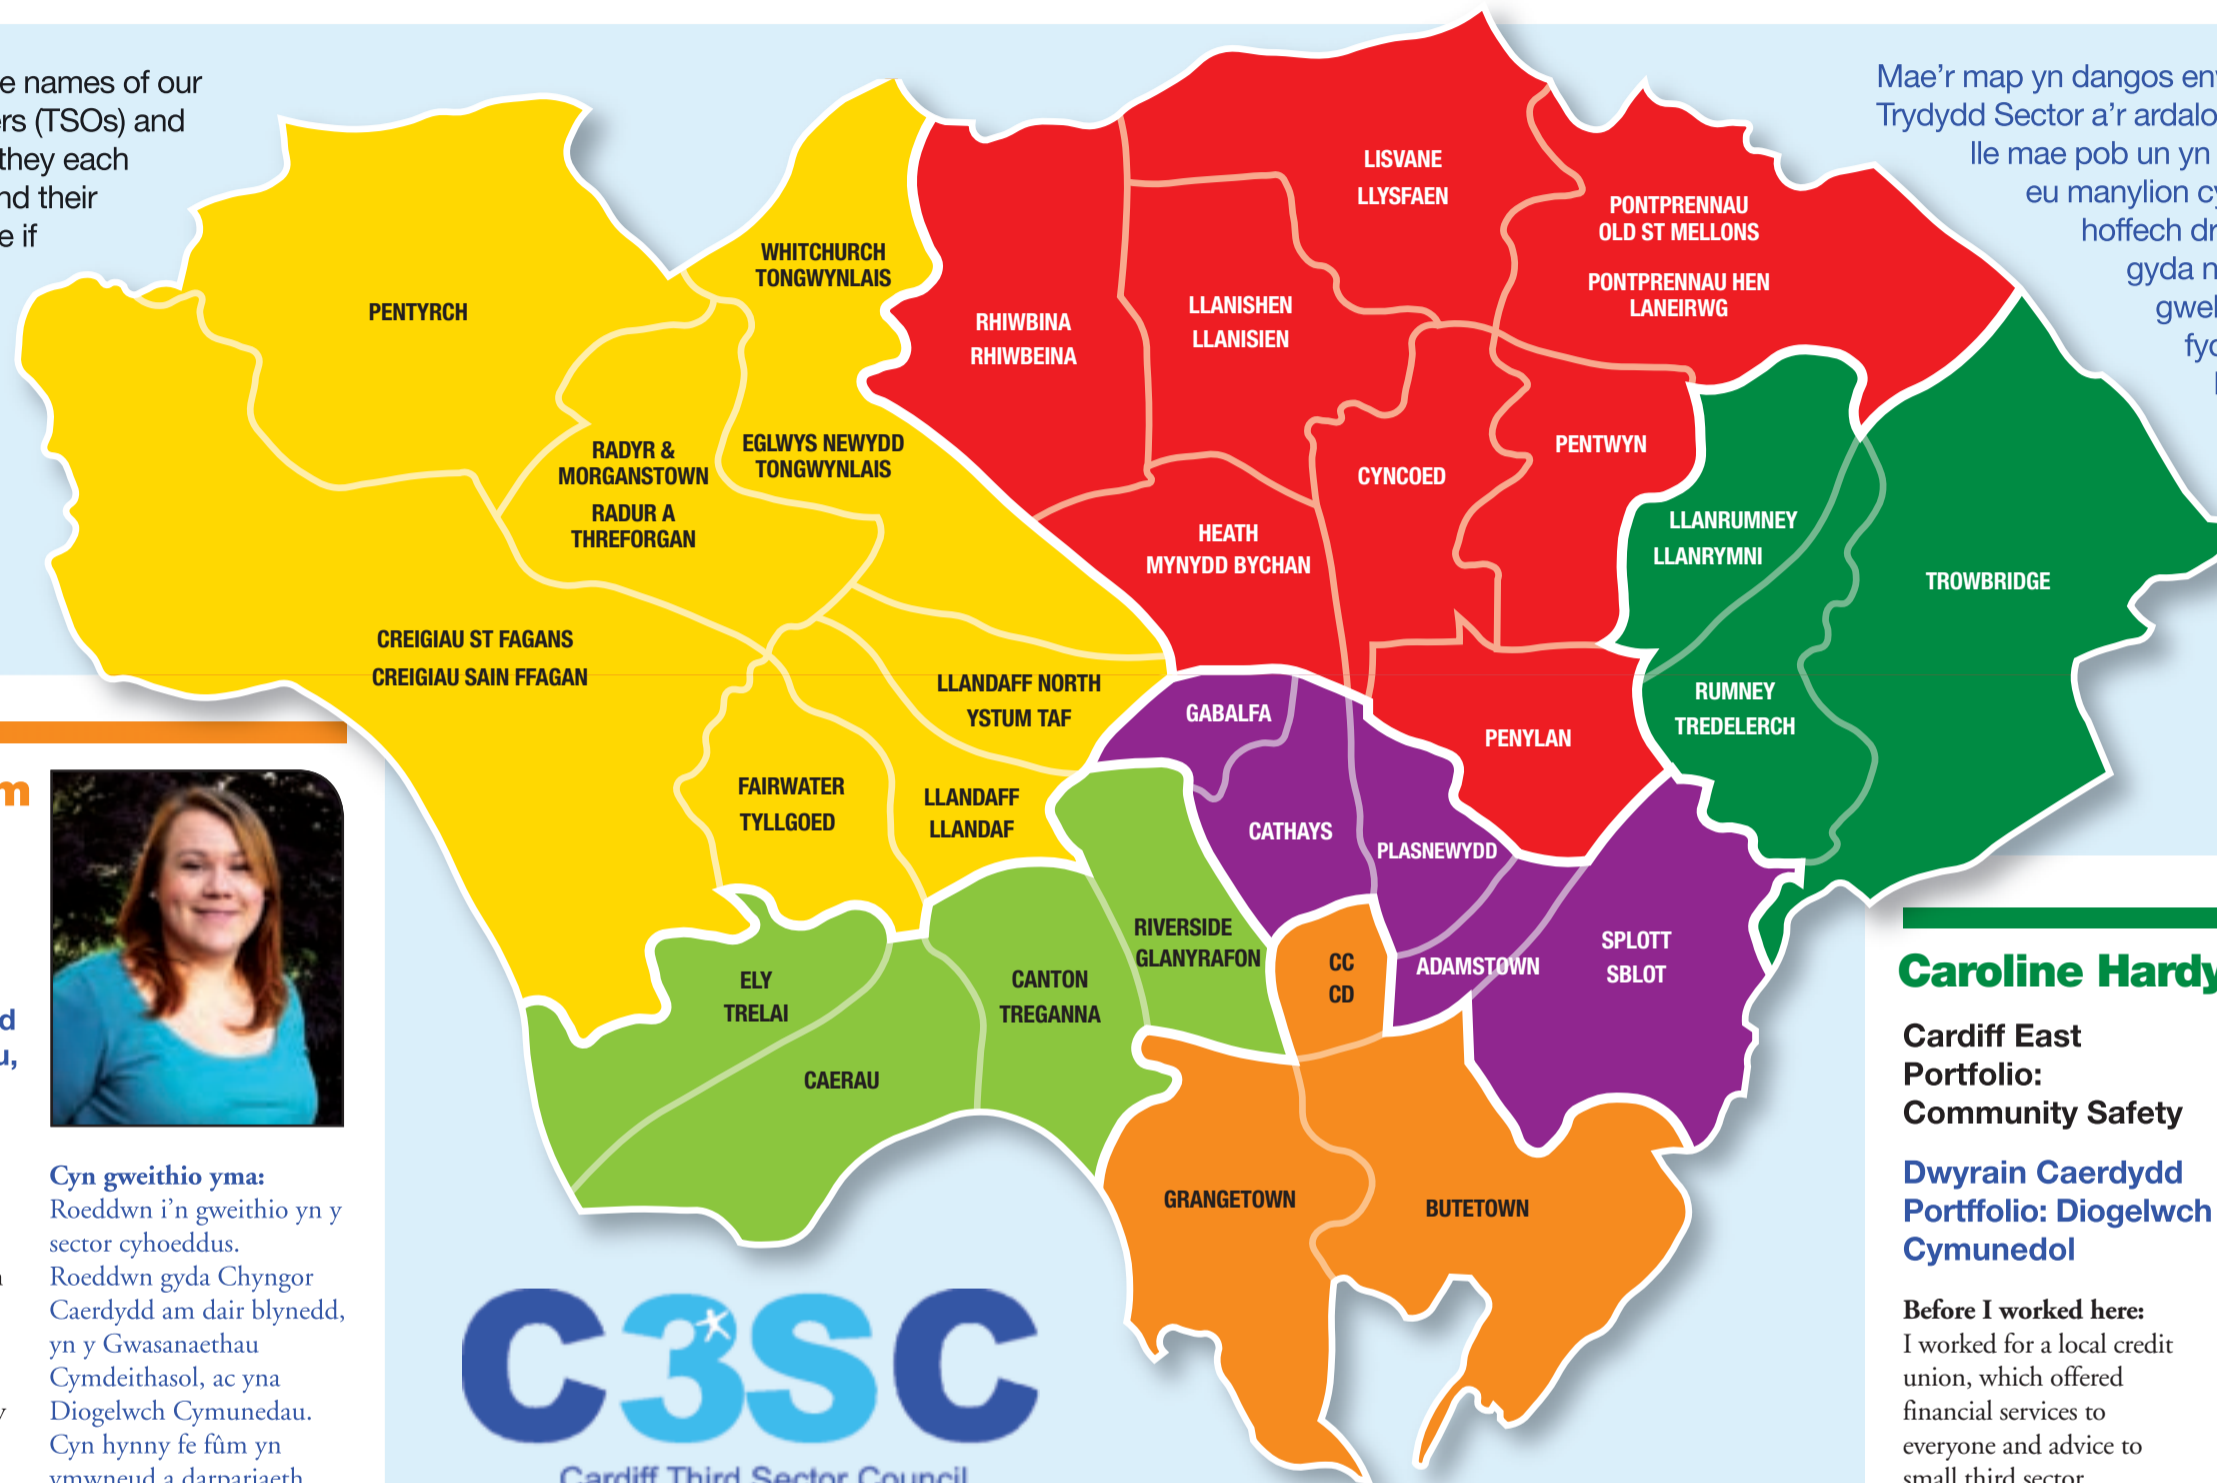 e names of our
ers (TSOs) and
they each
nd their
e if
Mae'r map yn dangos en
Trydydd Sector a'r ardalo
lle mae pob un yn
eu manylion cy
hoffech dr
gyda n
gwel
fyd
PENTYRCH
WHITCHURCH
TONGWYNLAIS
EGLWYS NEWYDD
TONGWYNLAIS
RADYR &
MORGANSTOWN
RADUR A
THREFORGAN
CREIGIAU ST FAGANS
CREIGIAU SAIN FFAGAN
LLANDAFF NORTH
YSTUM TAF
FAIRWATER
TYLLGOED
LLANDAFF
LLANDAF
RHIWBINA
RHIWBEINA
LLANISHEN
LLANISIEN
LISVANE
LLYSFAEN
PONTPRENNAU
OLD ST MELLONS
PONTPRENNAU HEN
LANEIRWG
HEATH
MYNYDD BYCHAN
CYNCOED
PENTWYN
PENYLAN
LLANRUMNEY
LLANRYMNI
RUMNEY
TREDELERCH
TROWBRIDGE
GABALFA
CATHAYS
PLASNEWYDD
ADAMSTOWN
SPLOTT
SBLOT
ELY
TRELAI
CAERAU
CANTON
TREGANNA
RIVERSIDE
GLANYRAFON
CC
CD
GRANGETOWN
BUTETOWN
m
d
u,
Cyn gweithio yma:
Roeddwn i'n gweithio yn y
sector cyhoeddus.
Roeddwn gyda Chyngor
Caerdydd am dair blynedd,
yn y Gwasanaethau
Cymdeithasol, ac yna
Diogelwch Cymunedau.
Cyn hynny fe fûm yn
ymwneud a darpariaeth
C3SC
Cardiff Third Sector Council
Caroline Hardy
Cardiff East
Portfolio:
Community Safety
Dwyrain Caerdydd
Portffolio: Diogelwch
Cymunedol
Before I worked here:
I worked for a local credit
union, which offered
financial services to
everyone and advice to
small third sector